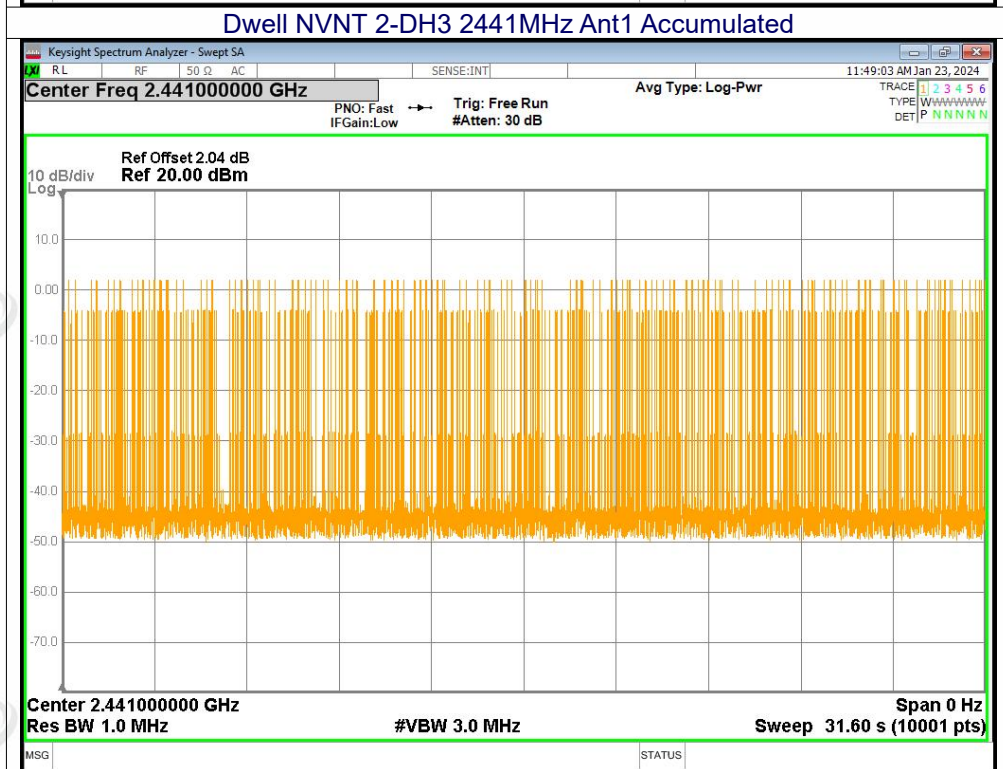 Dwell NVNT 2-DH3 2441MHz Ant1 Accumulated
Keysight Spectrum Analyzer - Swept SA
LXI RL RF 50 Ω AC SENSE:INT 11:49:03 AM Jan 23, 2024
Center Freq 2.441000000 GHz Avg Type: Log-Pwr TRACE 1 2 3 4 5 6
PNO: Fast Trig: Free Run TYPE WWWWWW
IFGain:Low #Atten: 30 dB DET P N N N N N
Ref Offset 2.04 dB
10 dB/div Ref 20.00 dBm
Log
10.0
0.00
-10.0
-20.0
-30.0
-40.0
-50.0
-60.0
-70.0
Center 2.441000000 GHz Span 0 Hz
Res BW 1.0 MHz #VBW 3.0 MHz Sweep 31.60 s (10001 pts)
MSG STATUS